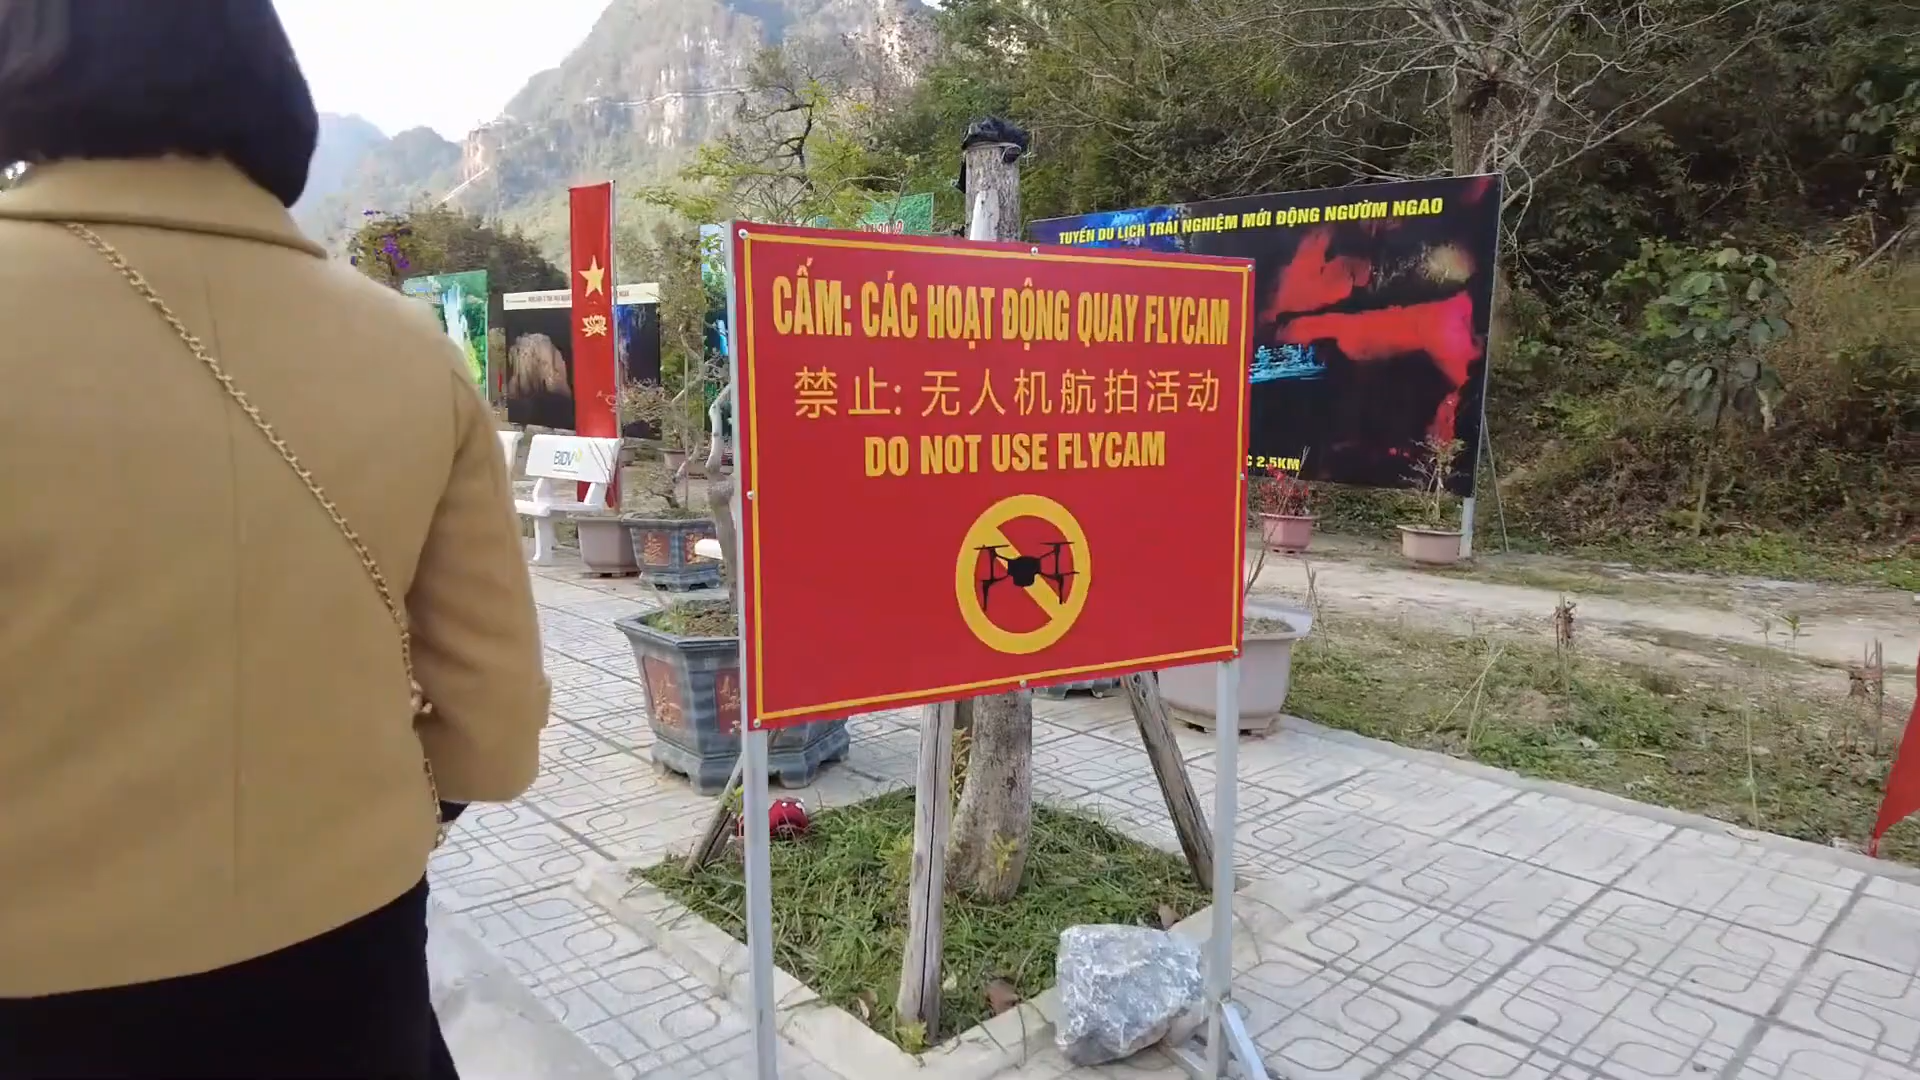 CẤM: CÁC HOẠT ĐỘNG QUAY FLYCAM
禁止: 无人机航拍活动
DO NOT USE FLYCAM
TUYẾN DU LỊCH TRẢI NGHIỆM MỚI ĐỘNG NGƯỜM NGAO
2.5KM
BIDV